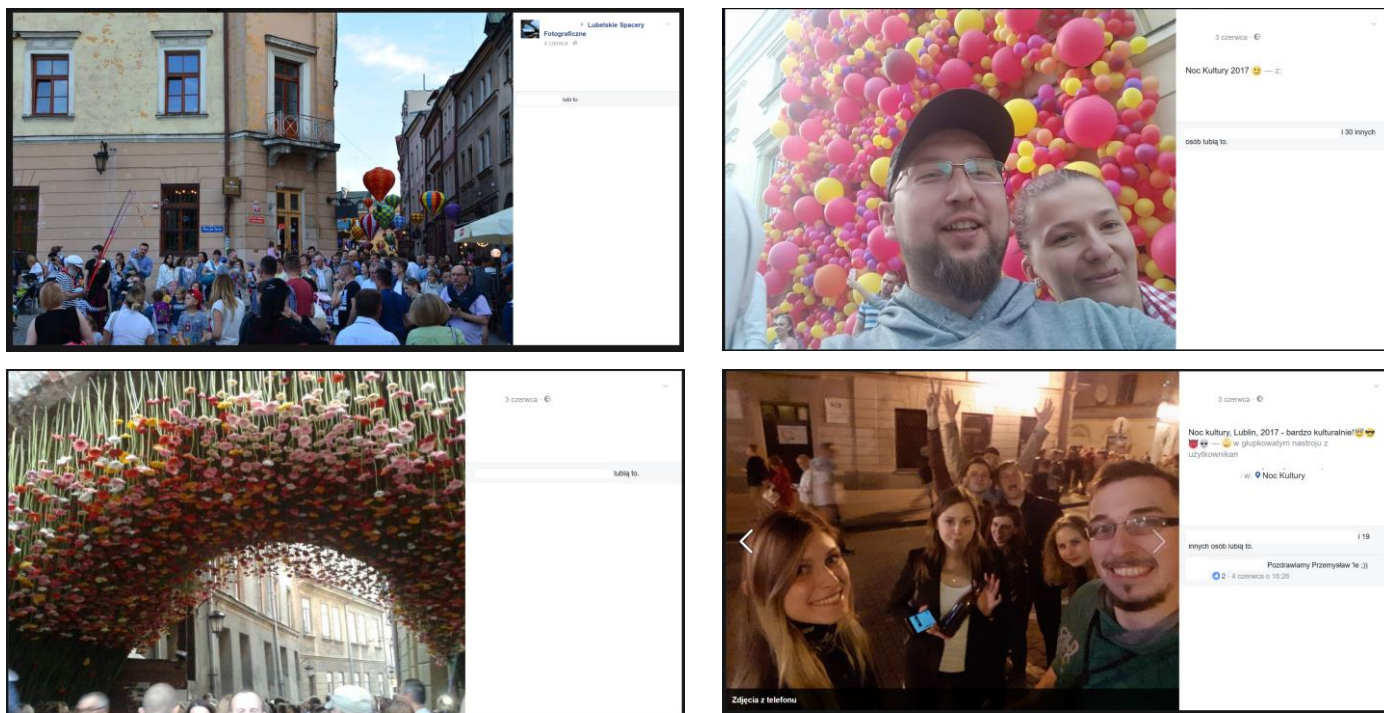 Lubelskie Spacery
Fotograficzne
4 czerwca
lubi to.
3 czerwca
Noc Kultury 2017 — z:
i 30 innych
osób lubią to.
3 czerwca
lubią to.
3 czerwca
Noc kultury, Lublin, 2017 - bardzo kulturalnie!
— w głupkowatym nastroju z
użytkownikan
w: Noc Kultury.
i 19
innych osób lubią to.
Pozdrawiamy Przemysław 'le ;))
2 · 4 czerwca o 16:26
Zdjęcia z telefonu